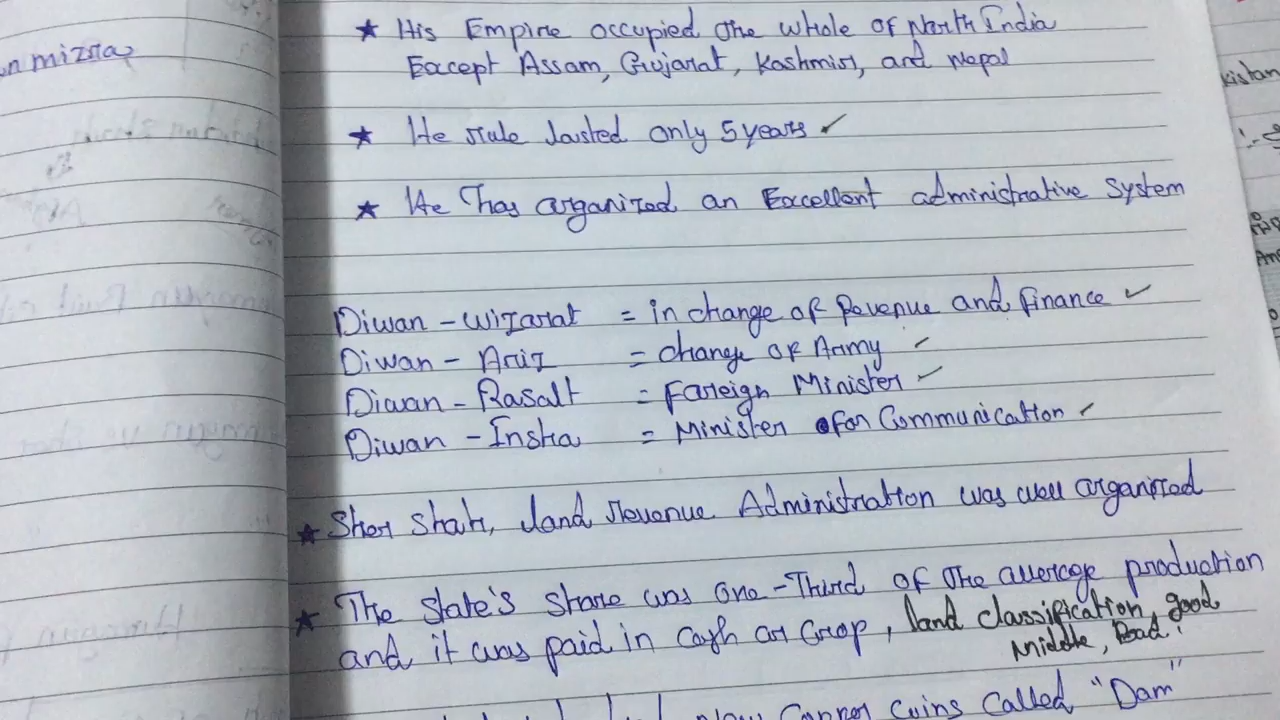 n mizra
★ His Empire occupied the whole of North India
Except Assam, Gujarat, Kashmir, and Nepal
★ He rule lasted only 5 years ✓
★ He has organized an Excellent administrative System
Diwan - Wizarat = in charge of Revenue and finance ✓
Diwan - Ariz = charge of Army ✓
Diwan - Rasalt = Foreign Minister ✓
Diwan - Insha = Minister for Communication ✓
★ Sher Shah, land revenue Administration was well organized
★ The state's share was one-Third of the average production
and it was paid in cash or crop, land classification, good
Middle, Bad.
Coins called "Dam"
kistan